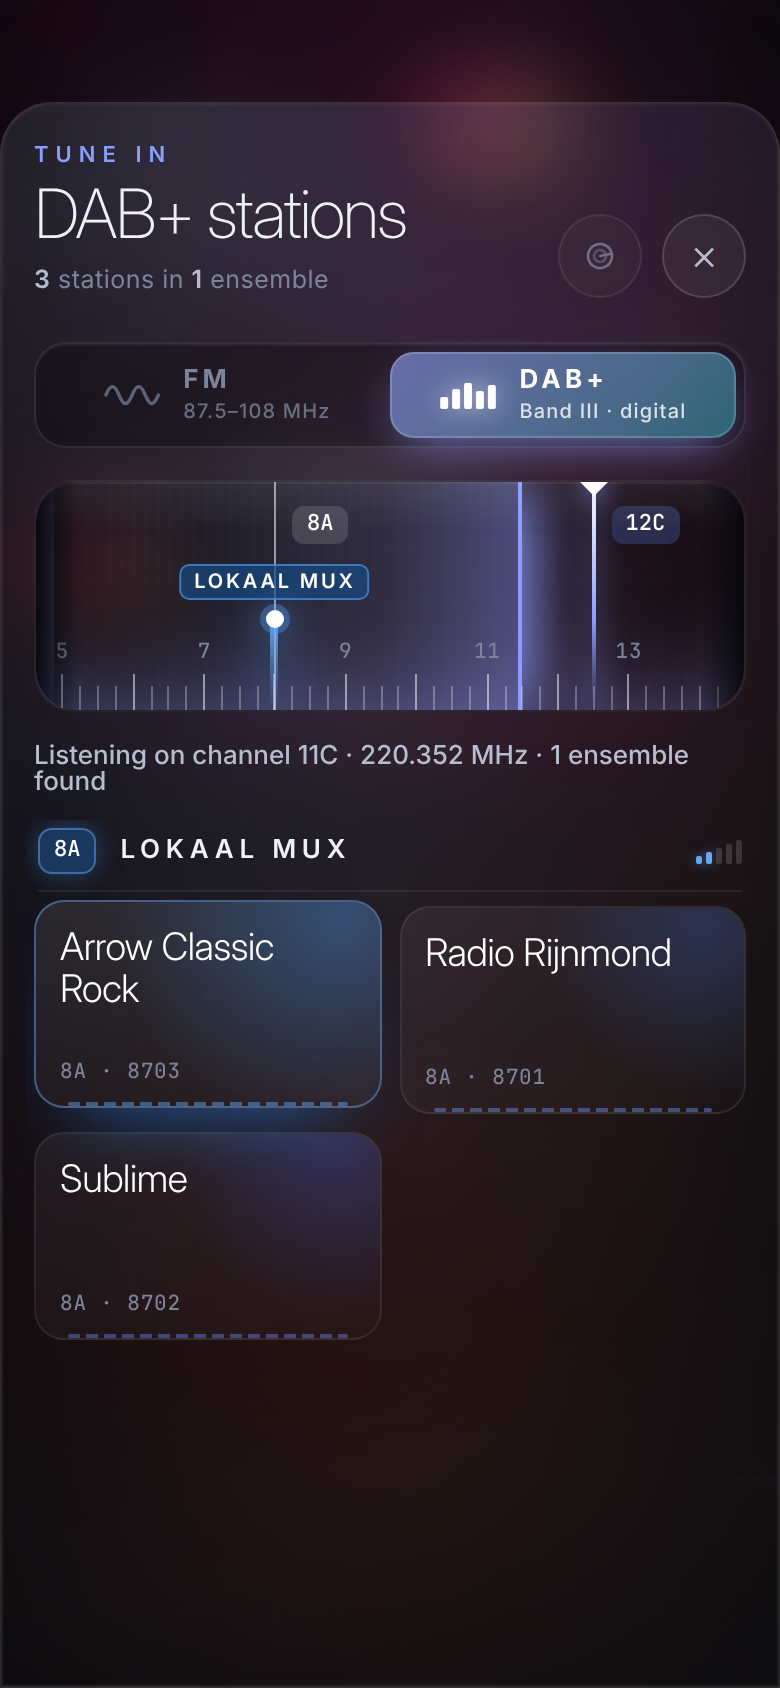 TUNE IN
DAB+ stations
3 stations in 1 ensemble
FM
87.5–108 MHz
DAB+
Band III · digital
8A
12C
LOKAAL MUX
5 7 9 11 13
Listening on channel 11C · 220.352 MHz · 1 ensemble
found
8A LOKAAL MUX
Arrow Classic
Rock
8A · 8703
Radio Rijnmond
8A · 8701
Sublime
8A · 8702